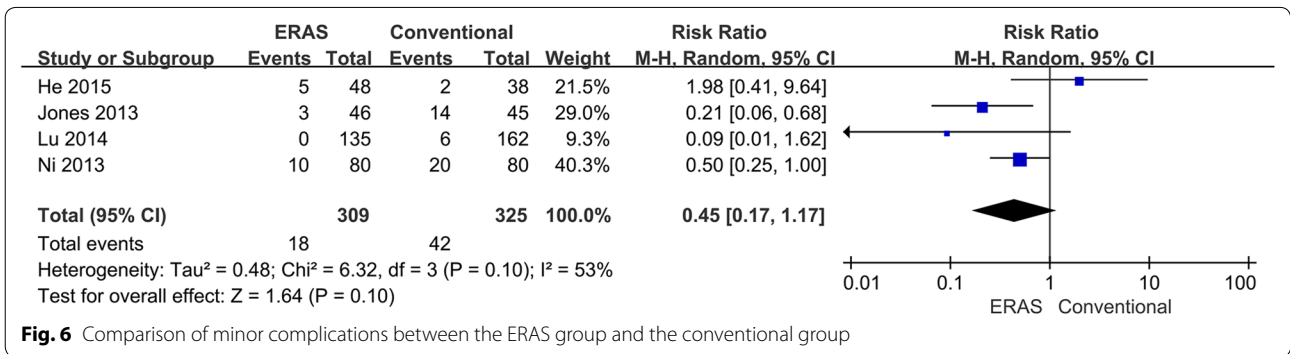 ERAS Conventional Risk Ratio Risk Ratio
Study or Subgroup Events Total Events Total Weight M-H, Random, 95% CI M-H, Random, 95% CI
He 2015 5 48 2 38 21.5% 1.98 [0.41, 9.64]
Jones 2013 3 46 14 45 29.0% 0.21 [0.06, 0.68]
Lu 2014 0 135 6 162 9.3% 0.09 [0.01, 1.62]
Ni 2013 10 80 20 80 40.3% 0.50 [0.25, 1.00]
Total (95% CI) 309 325 100.0% 0.45 [0.17, 1.17]
Total events 18 42
Heterogeneity: Tau² = 0.48; Chi² = 6.32, df = 3 (P = 0.10); I² = 53%
Test for overall effect: Z = 1.64 (P = 0.10)
0.01 0.1 1 10 100
ERAS Conventional
Fig. 6 Comparison of minor complications between the ERAS group and the conventional group